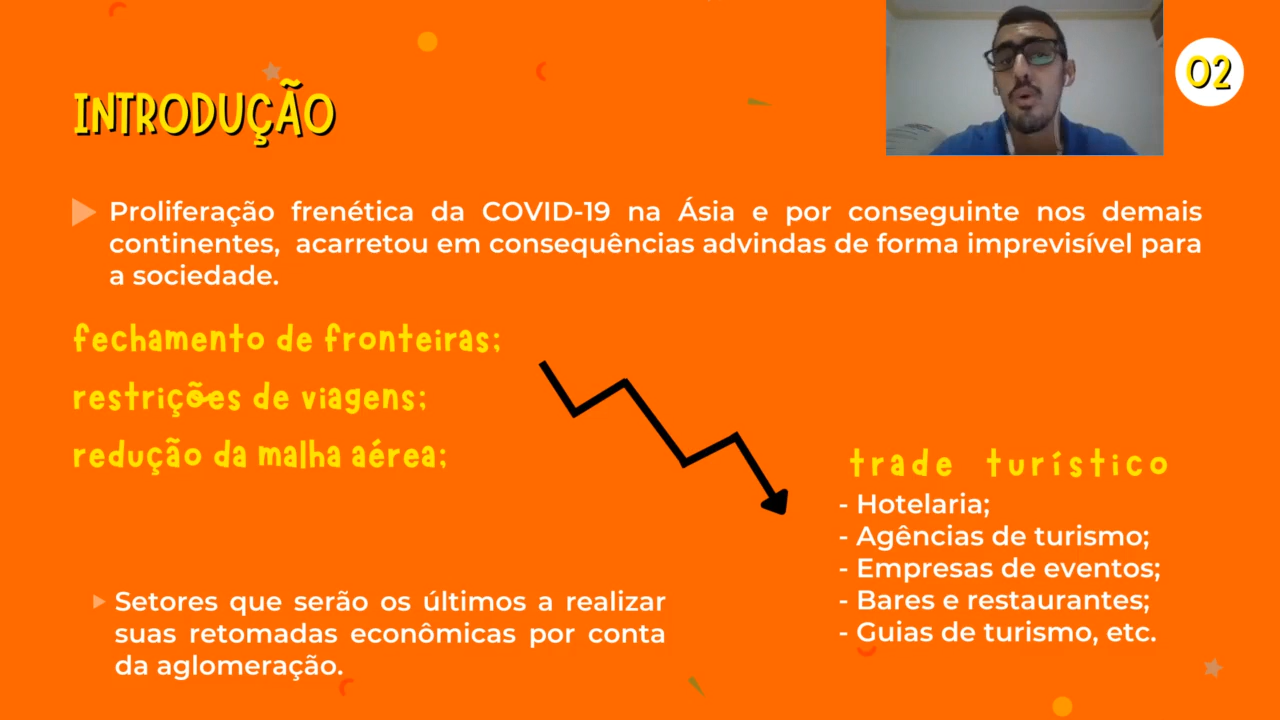 02
INTRODUÇÃO
Proliferação frenética da COVID-19 na Ásia e por conseguinte nos demais
continentes, acarretou em consequências advindas de forma imprevisível para
a sociedade.
fechamento de fronteiras;
restrições de viagens;
redução da malha aérea;
trade turístico
- Hotelaria;
- Agências de turismo;
- Empresas de eventos;
- Bares e restaurantes;
- Guias de turismo, etc.
Setores que serão os últimos a realizar
suas retomadas econômicas por conta
da aglomeração.